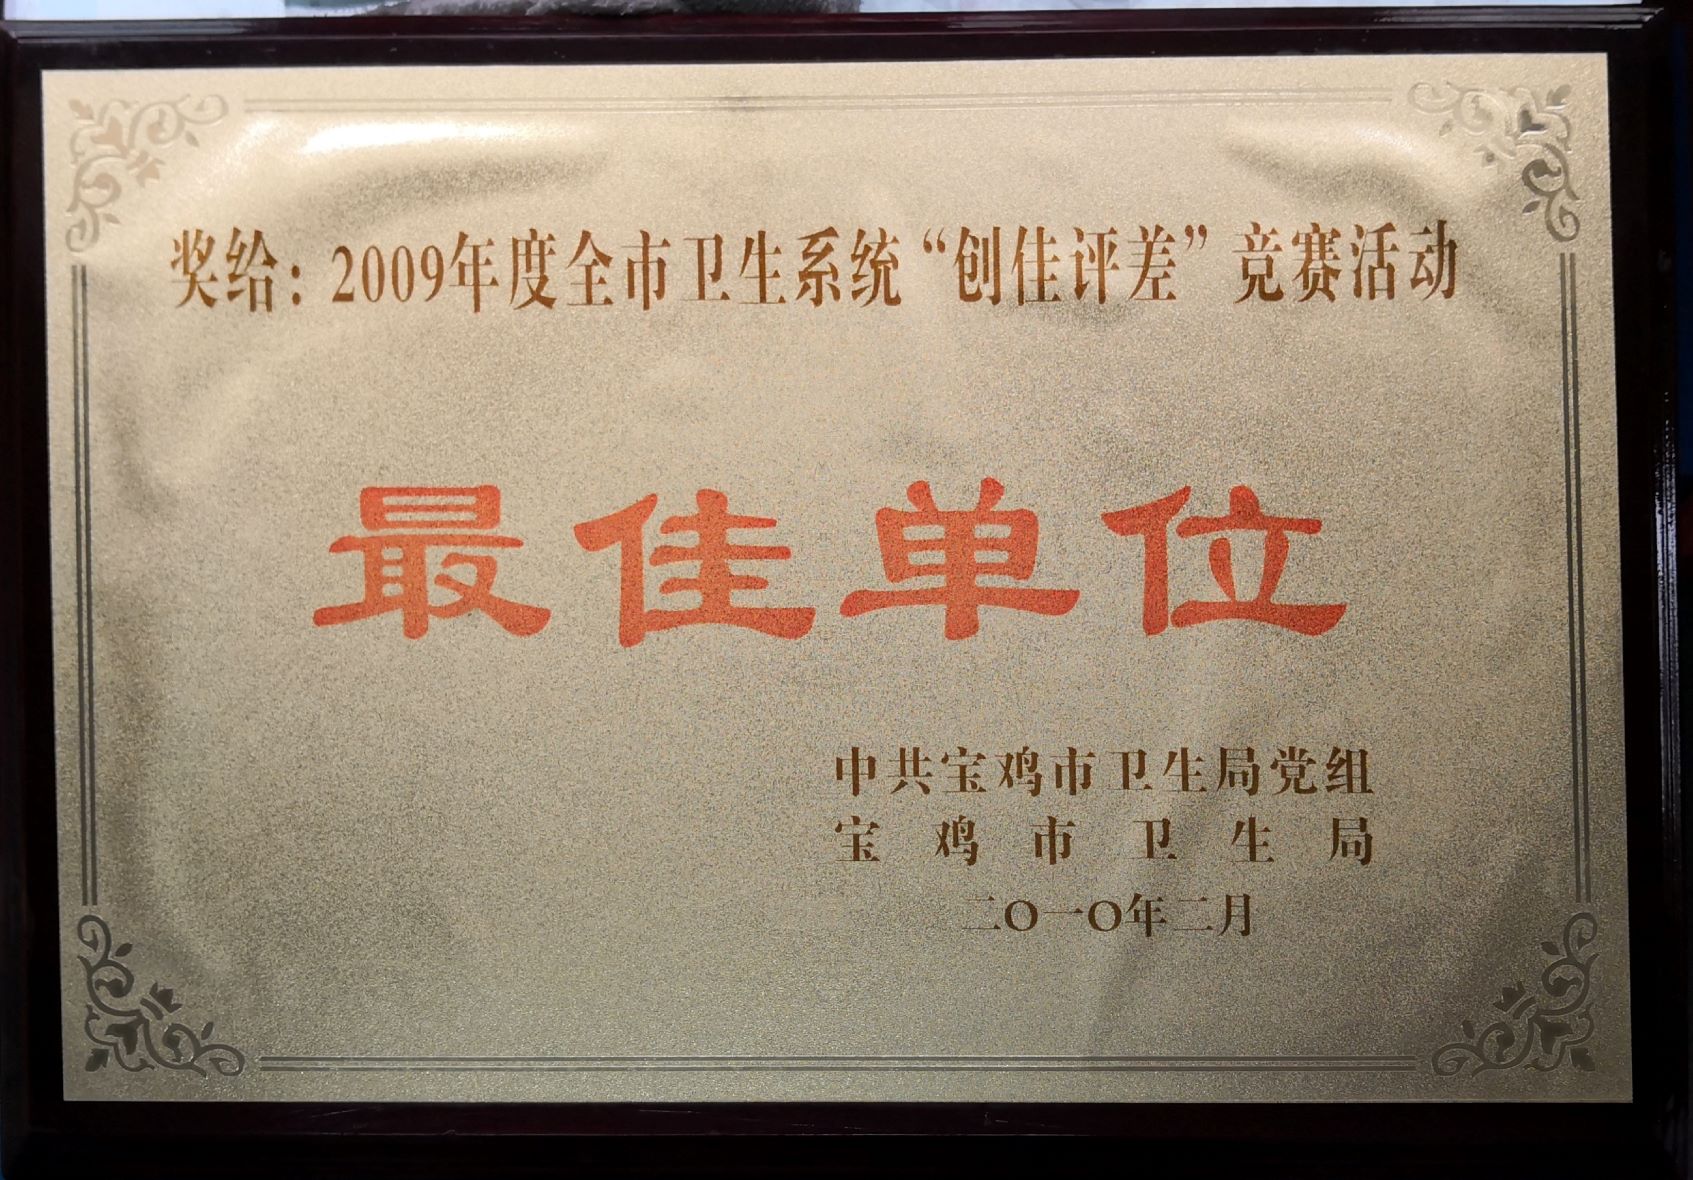 奖给：2009年度全市卫生系统“创佳评差”竞赛活动
最佳单位
中共宝鸡市卫生局党组
宝鸡市卫生局
二〇一〇年二月